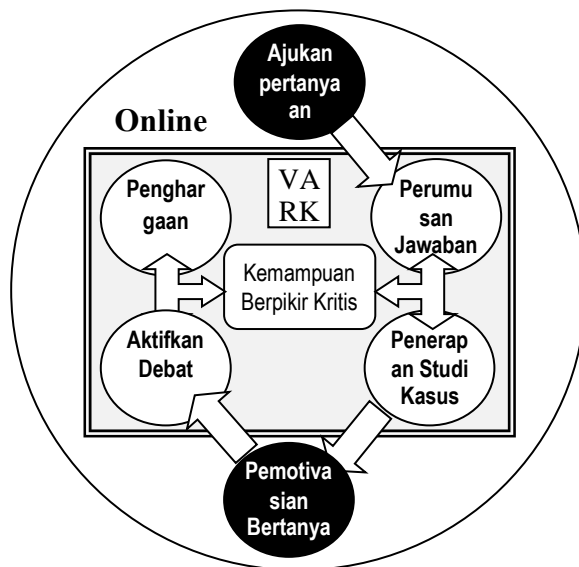 Ajukan
pertanya
an
Online
Penghar
gaan
VA
RK
Perumu
san
Jawaban
Kemampuan
Berpikir Kritis
Aktifkan
Debat
Penerap
an Studi
Kasus
Pemotiva
sian
Bertanya